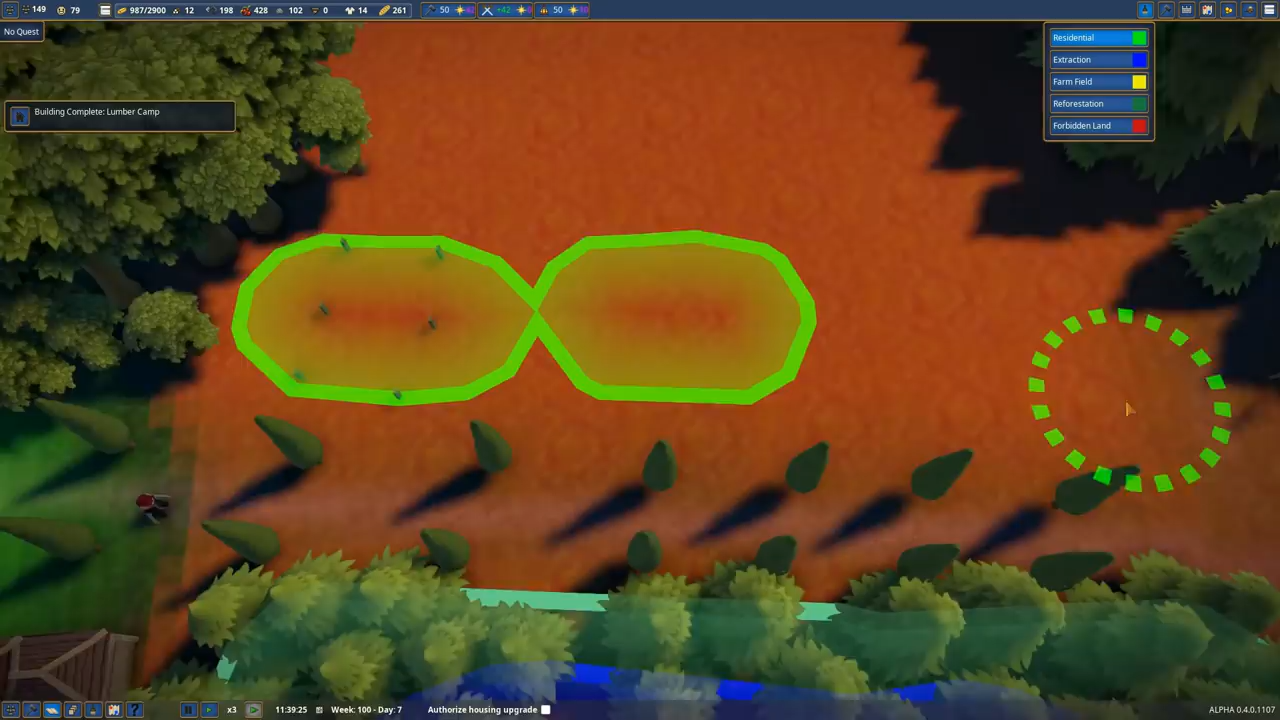 149 79 987/2900 12 198 428 102 0 14 261 50 +42 50
No Quest
Residential
Extraction
Farm Field
Reforestation
Forbidden Land
Building Complete: Lumber Camp
x3 11:39:25 Week: 100 - Day: 7 Authorize housing upgrade ALPHA 0.4.0.1107